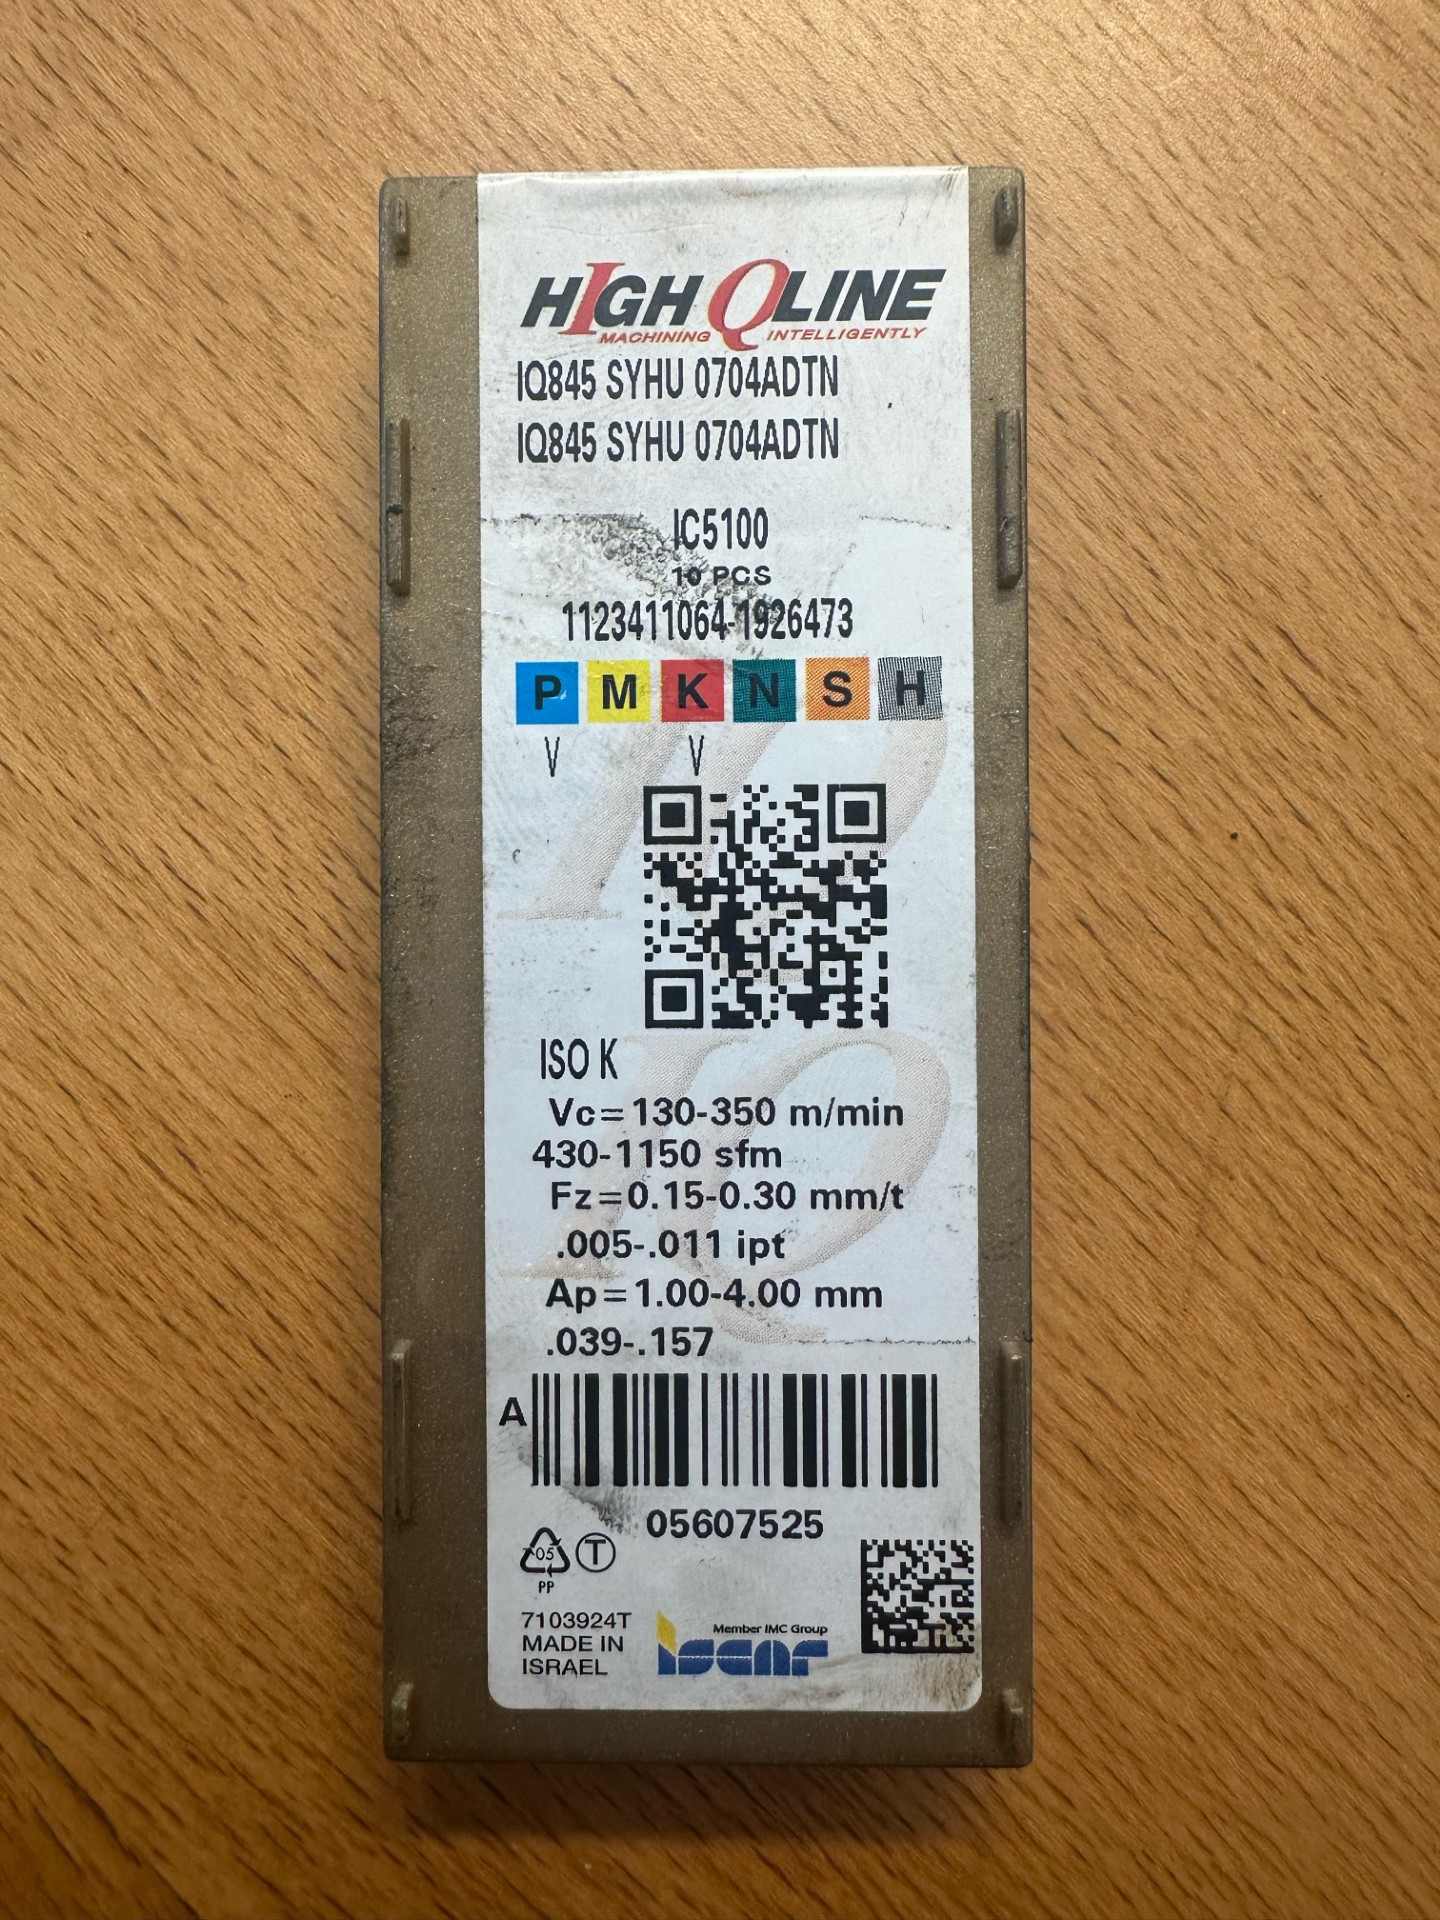 HIGH QLINE
MACHINING INTELLIGENTLY
IQ845 SYHU 0704ADTN
IQ845 SYHU 0704ADTN
IC5100
10 PCS
1123411064-1926473
P M K N S H
V V
ISO K
Vc=130-350 m/min
430-1150 sfm
Fz=0.15-0.30 mm/t
.005-.011 ipt
Ap=1.00-4.00 mm
.039-.157
A
05607525
05 T
PP
7103924T
MADE IN
ISRAEL
Member IMC Group
iscar